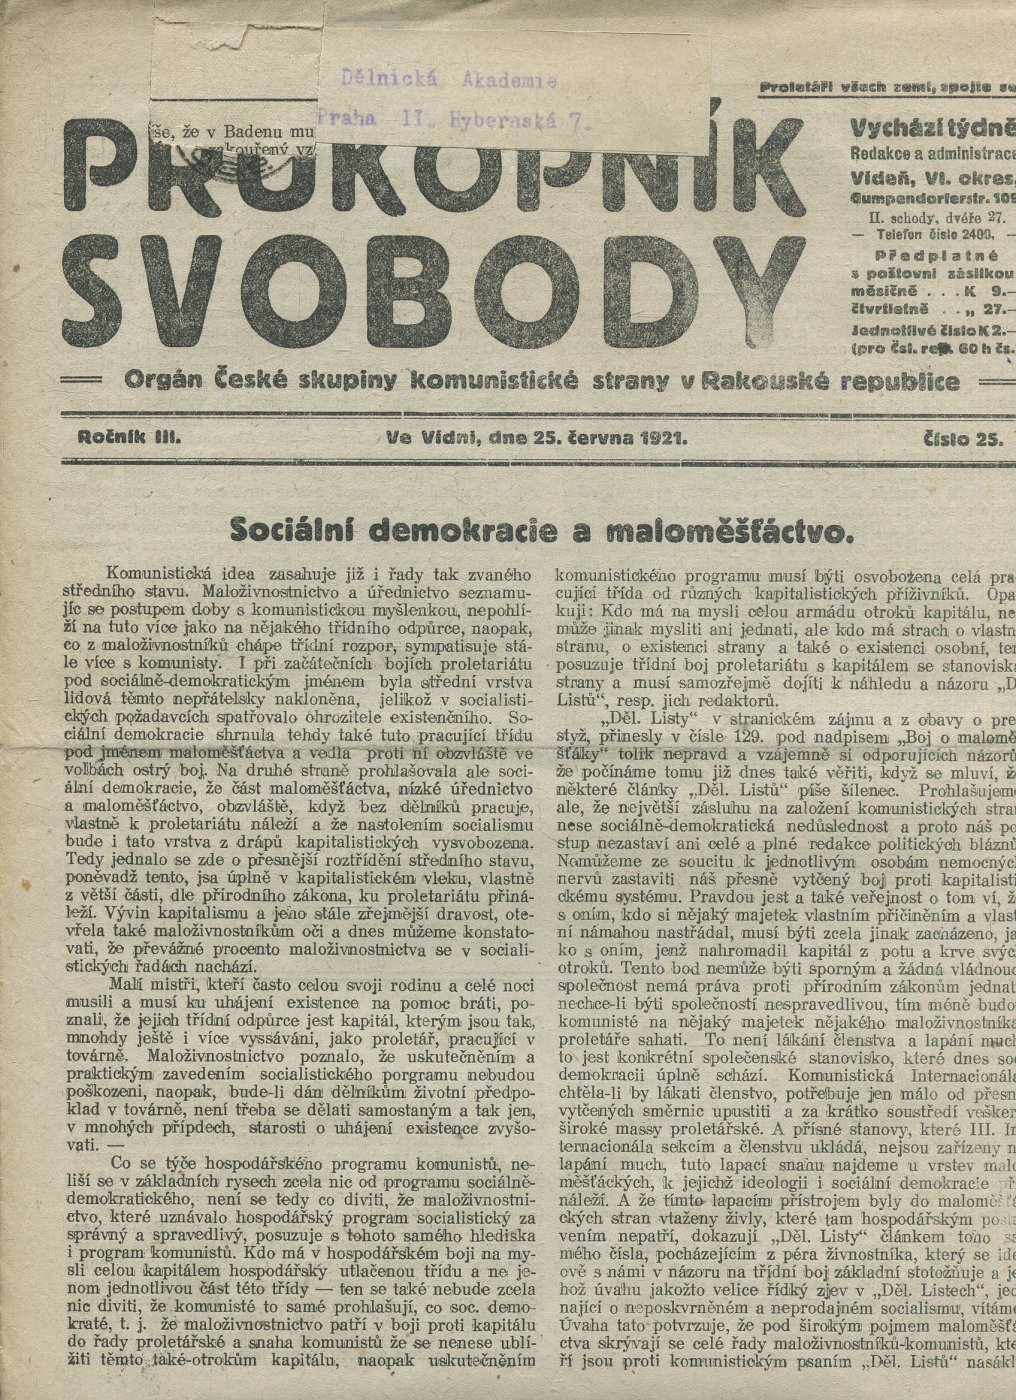 Dělnická Akademie
Praha II. Hybernská 7.
še, že v Badenu mu
zakouřený vz
Proletáři všech zemí, spojte se
PRŮKOPNÍK
SVOBODY
Vychází týdně
Redakce a administrace
Vídeň, VI. okres,
Gumpendorferstr. 109
II. schody, dvéře 27.
— Telefon číslo 2400. —
Předplatné
s poštovní zásilkou
měsíčně . . . K 9.—
čtvrtletně . . „ 27.—
Jednotlivé číslo K 2.—
(pro Čsl. rep. 60 h čs.
Orgán České skupiny komunistické strany v Rakouské republice
Ročník III.
Ve Vídni, dne 25. června 1921.
Číslo 25.
Sociální demokracie a maloměšťáctvo.
Komunistická idea zasahuje již i řady tak zvaného
středního stavu. Maloživnostnictvo a úřednictvo seznamu-
jíc se postupem doby s komunistickou myšlenkou, nepohlí-
ží na tuto více jako na nějakého třídního odpůrce, naopak,
co z maloživnostníků chápe třídní rozpor, sympatisuje stá-
le více s komunisty. I při začátečních bojích proletariátu
pod sociálně-demokratickým jménem byla střední vrstva
lidová těmto nepřátelsky nakloněna, jelikož v socialisti-
ckých požadavcích spatřovalo ohrozitele existenčního. So-
ciální demokracie shrnula tehdy také tuto pracující třídu
pod jménem maloměšťáctva a vedla proti ní obzvláště ve
volbách ostrý boj. Na druhé straně prohlašovala ale soci-
ální demokracie, že část maloměšťáctva, nízké úřednictvo
a maloměšťáctvo, obzvláště, když bez dělníků pracuje,
vlastně k proletariátu náleží a že nastolením socialismu
bude i tato vrstva z drápů kapitalistických vysvobozena.
Tedy jednalo se zde o přesnější roztřídění středního stavu,
poněvadž tento, jsa úplně v kapitalistickém vleku, vlastně
z větší části, dle přírodního zákona, ku proletariátu přiná-
leží. Vývin kapitalismu a jeho stále zřejmější dravost, ote-
vřela také maloživnostníkům oči a dnes můžeme konstato-
vati, že převážné procento maloživnostnictva se v sociali-
stických řadách nachází.
Malí mistři, kteří často celou svoji rodinu a celé noci
musili a musí ku uhájení existence na pomoc bráti, po-
znali, že jejich třídní odpůrce jest kapitál, kterým jsou tak,
mnohdy ještě i více vyssáváni, jako proletář, pracující v
továrně. Maloživnostnictvo poznalo, že uskutečněním a
praktickým zavedením socialistického porgramu nebudou
poškozeni, naopak, bude-li dán dělníkům životní předpo-
klad v továrně, není třeba se dělati samostaným a tak jen,
v mnohých přípdech, starosti o uhájení existence zvyšo-
vati. —
Co se týče hospodářského programu komunistů, ne-
liší se v základních rysech zcela nic od programu sociálně-
demokratického, není se tedy co diviti, že maloživnostni-
ctvo, které uznávalo hospodářský program socialistický za
správný a spravedlivý, posuzuje s tohoto samého hlediska
i program komunistů. Kdo má v hospodářském boji na my-
sli celou kapitálem hospodářsky utlačenou třídu a ne je-
nom jednotlivou část této třídy — ten se také nebude zcela
nic diviti, že komunisté to samé prohlašují, co soc. demo-
kraté, t. j. že maloživnostnictvo patří v boji proti kapitálu
do řady proletářské a snaha komunistů že se nenese ublí-
žiti těmto také-otrokům kapitálu, naopak uskutečněním
komunistického programu musí býti osvobožena celá pra-
cující třída od různých kapitalistických příživníků. Opa-
kuji: Kdo má na mysli celou armádu otroků kapitálu, ne-
může jinak mysliti ani jednati, ale kdo má strach o vlastn
stranu, o existenci strany a také o existenci osobní, ten
posuzuje třídní boj proletariátu s kapitálem se stanoviska
strany a musí samozřejmě dojíti k náhledu a názoru „D
Listů“, resp. jich redaktorů.
„Děl. Listy“ v stranickém zájmu a z obavy o pre-
styž, přinesly v čísle 129. pod nadpisem „Boj o maloměš
šťáky“ tolik nepravd a vzájemně si odporujících názorů
že počínáme tomu již dnes také věřiti, když se mluví, ž
některé články „Děl. Listů“ píše šílenec. Prohlašujeme
ale, že největší zásluhu na založení komunistických stran
nese sociálně-demokratická nedůslednost a proto náš po-
stup nezastaví ani celé a plné redakce politických bláznů
Nemůžeme ze soucitu k jednotlivým osobám nemocných
nervů zastaviti náš přesně vytčený boj proti kapitalisti-
ckému systému. Pravdou jest a také veřejnost o tom ví, ž
s oním, kdo si nějaký majetek vlastním přičiněním a vlast
ní námahou nastřádal, musí býti zcela jinak zacházeno, ja-
ko s oním, jenž nahromadil kapitál z potu a krve svých
otroků. Tento bod nemůže býti sporným a žádná vládnouc
společnost nemá práva proti přírodním zákonům jednati
nechce-li býti společností nespravedlivou, tím méně budo
komunisté na nějaký majetek nějakého maloživnostníka
proletáře sahati. To není lákání členstva a lapání much
to jest konkrétní společenské stanovisko, které dnes soc
demokracii úplně schází. Komunistická Internacionála
chtěla-li by lákati členstvo, potřebuje jen málo od přesn
vytčených směrnic upustiti a za krátko soustředí veškeré
široké massy proletářské. A přísné stanovy, které III. In
ternacionála sekcím a členstvu ukládá, nejsou zařízeny n
lapání much, tuto lapací snahu najdeme u vrstev malo
měšťáckých, k jejichž ideologii i sociální demokracie př
náleží. A že tímto lapacím přístrojem byly do maloměšťá
ckých stran vtaženy živly, které tam hospodářským posta
vením nepatří, dokazují „Děl. Listy“ článkem toho sa
mého čísla, pocházejícím z péra živnostníka, který se ide
ově s námi v názoru na třídní boj základní stotožňuje a je
hož úvahu jakožto velice řídký zjev v „Děl. Listech“, jed
nající o neposkvrněném a neprodajném socialismu, vítáme
Úvaha tato potvrzuje, že pod širokým pojmem maloměšťá
ctva skrývají se celé řady maloživnostníků-komunistů, kte
ří jsou proti komunistickým psaním „Děl. Listů“ nasákl